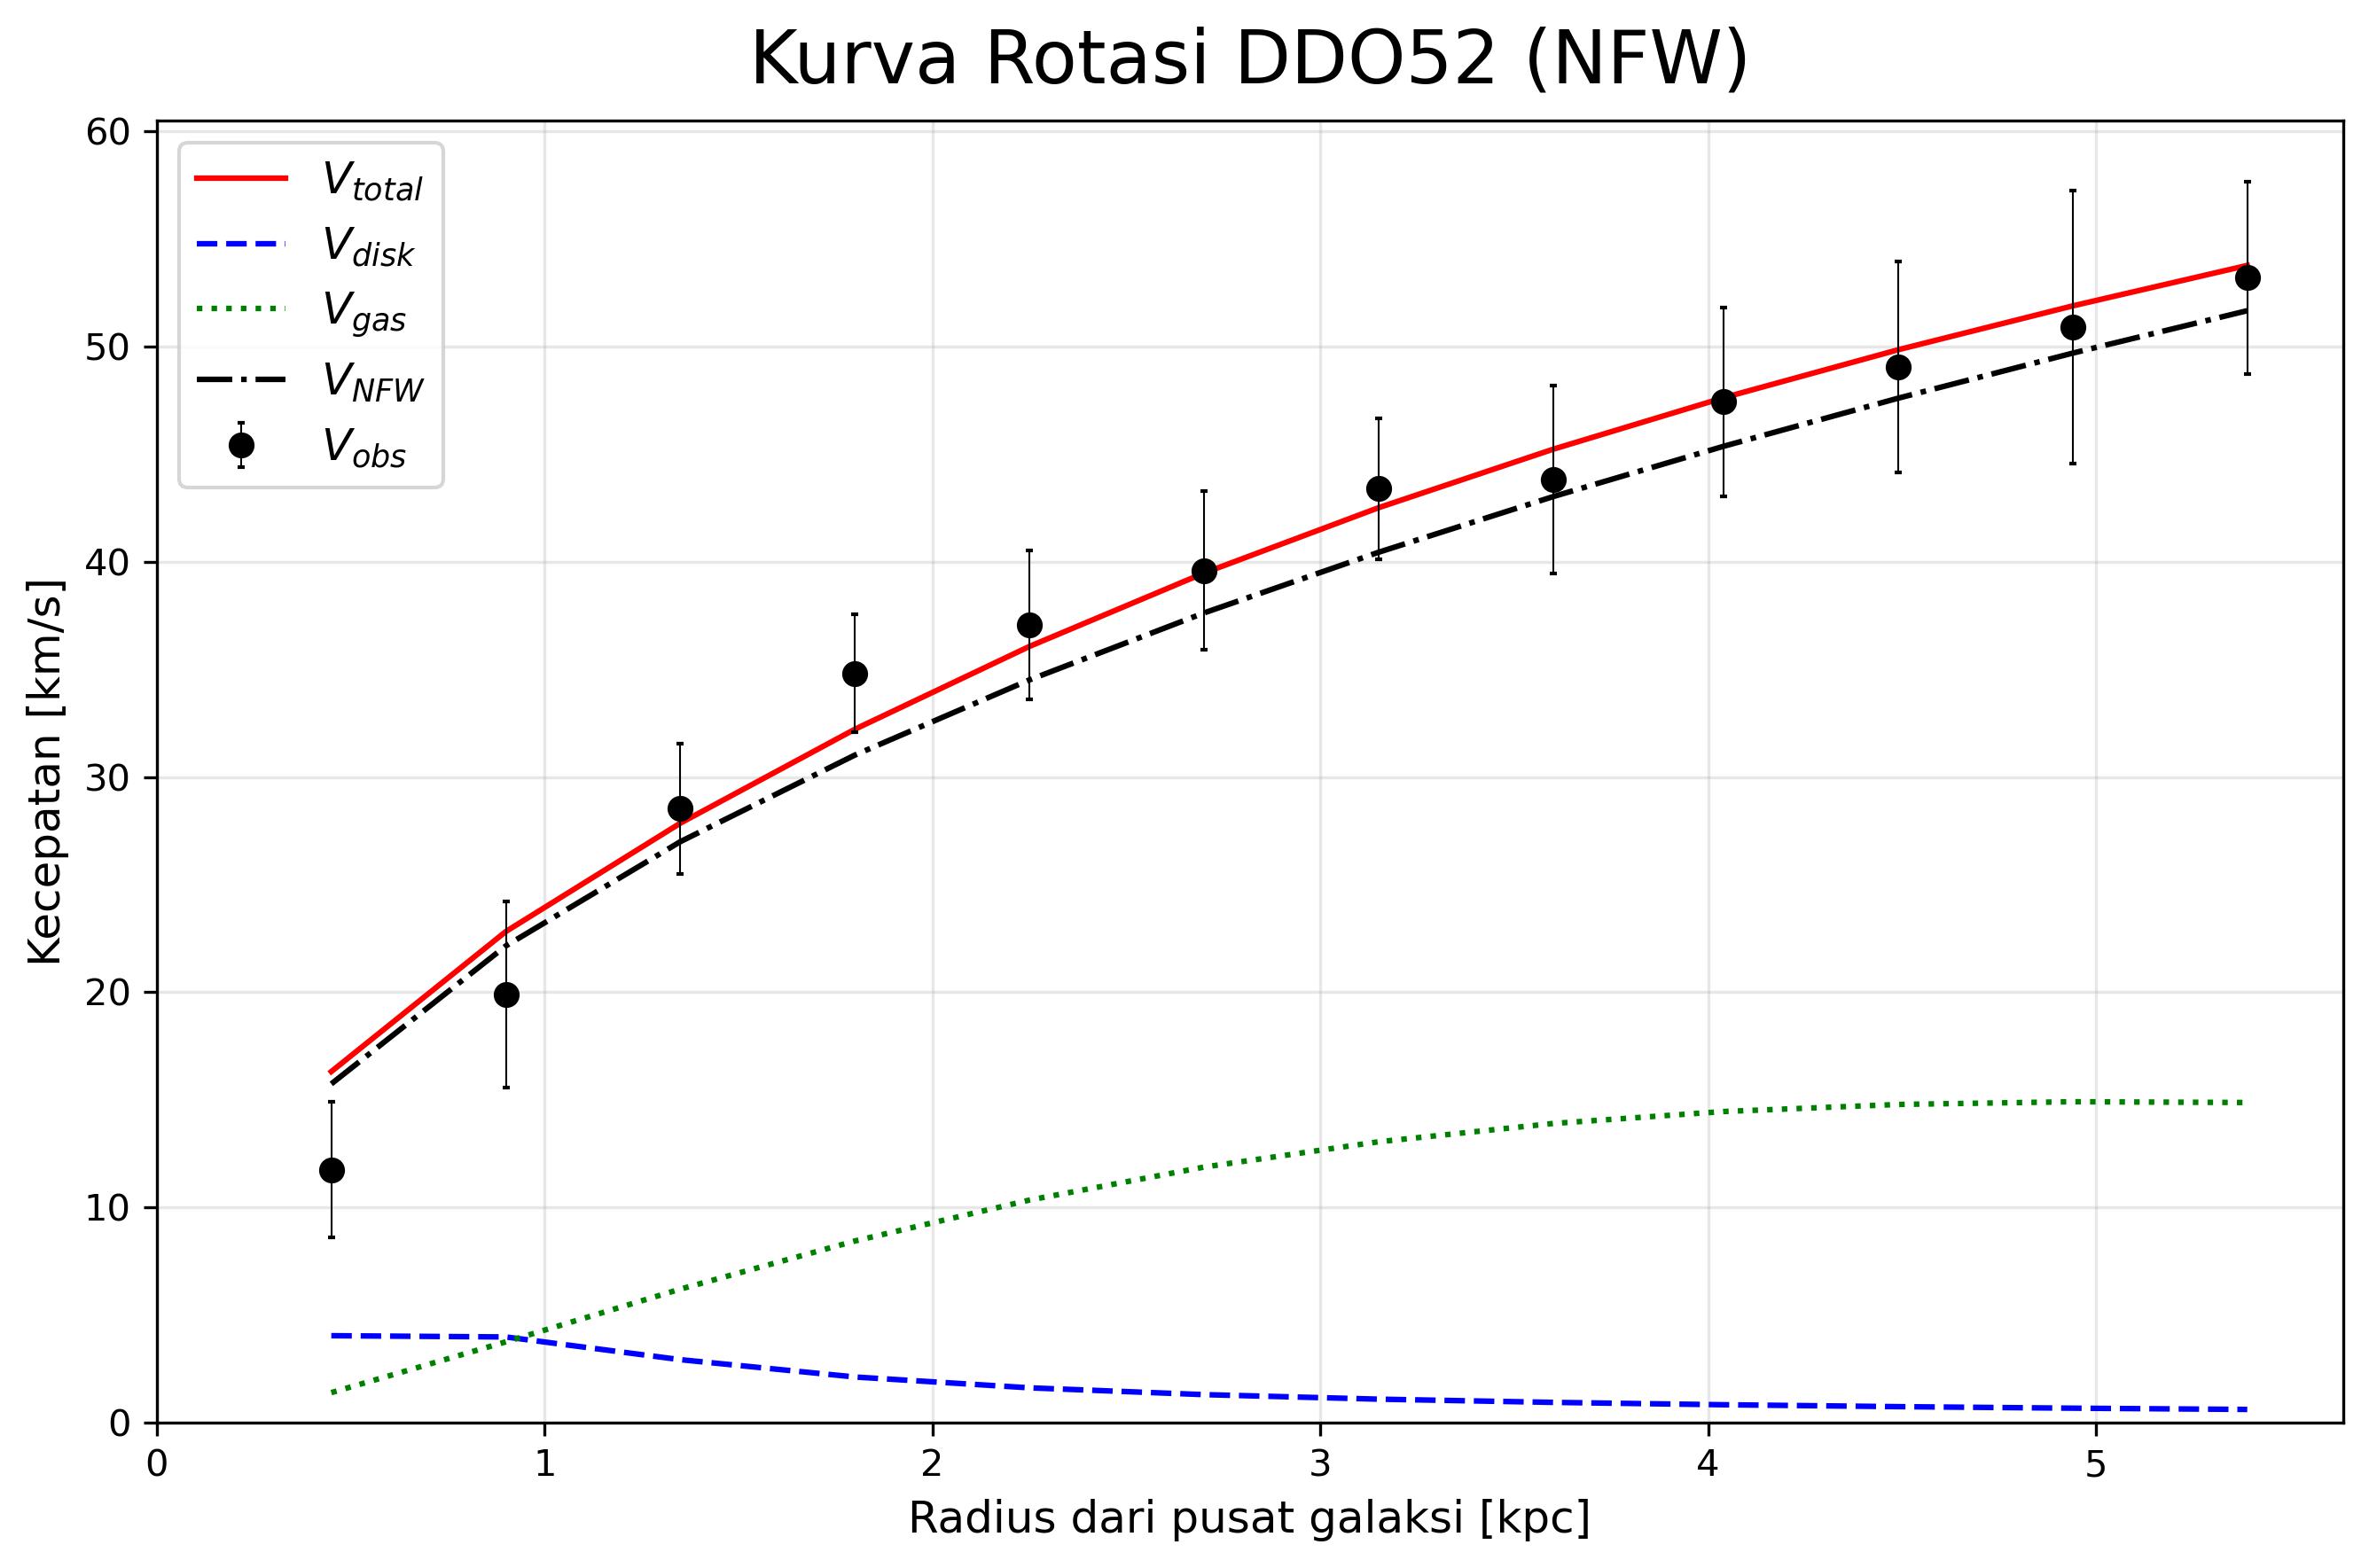 Kurva Rotasi DDO52 (NFW)
60
50
40
30
20
10
0
Kecepatan [km/s]
V_total
V_disk
V_gas
V_NFW
V_obs
0 1 2 3 4 5
Radius dari pusat galaksi [kpc]